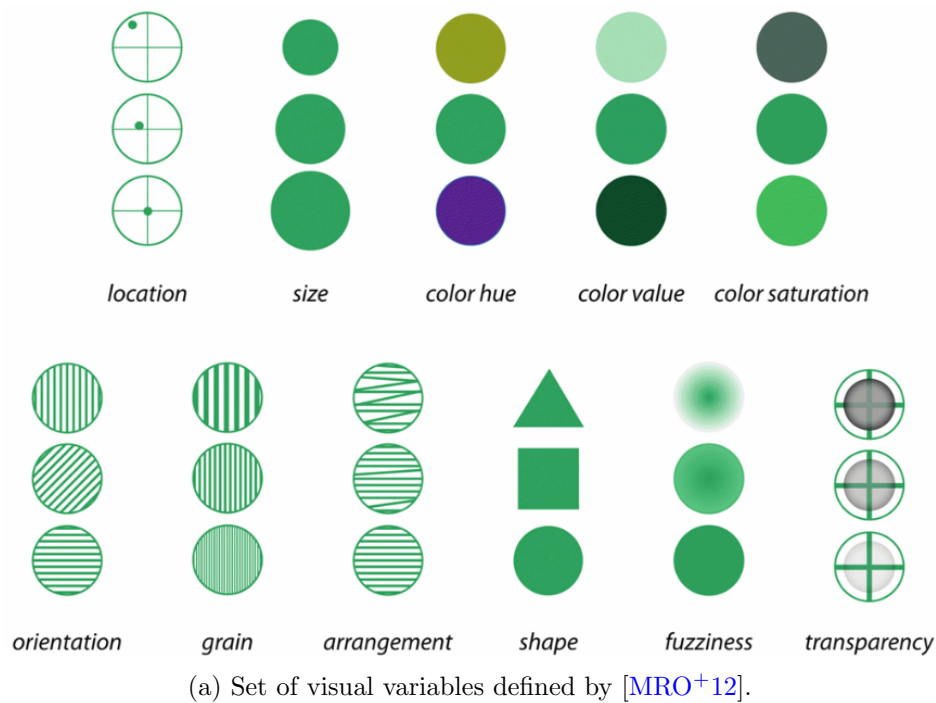 location size color hue color value color saturation
orientation grain arrangement shape fuzziness transparency
(a) Set of visual variables defined by [MRO+12].